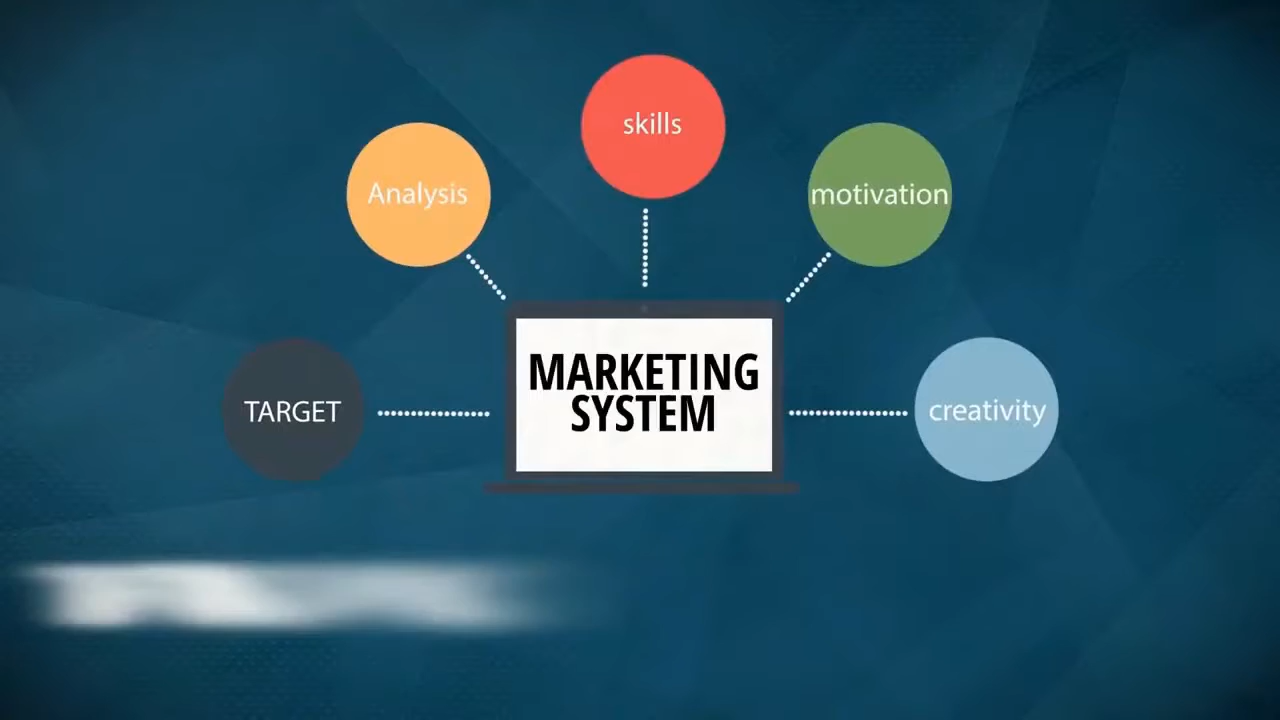 skills
Analysis
motivation
MARKETING
SYSTEM
TARGET
creativity